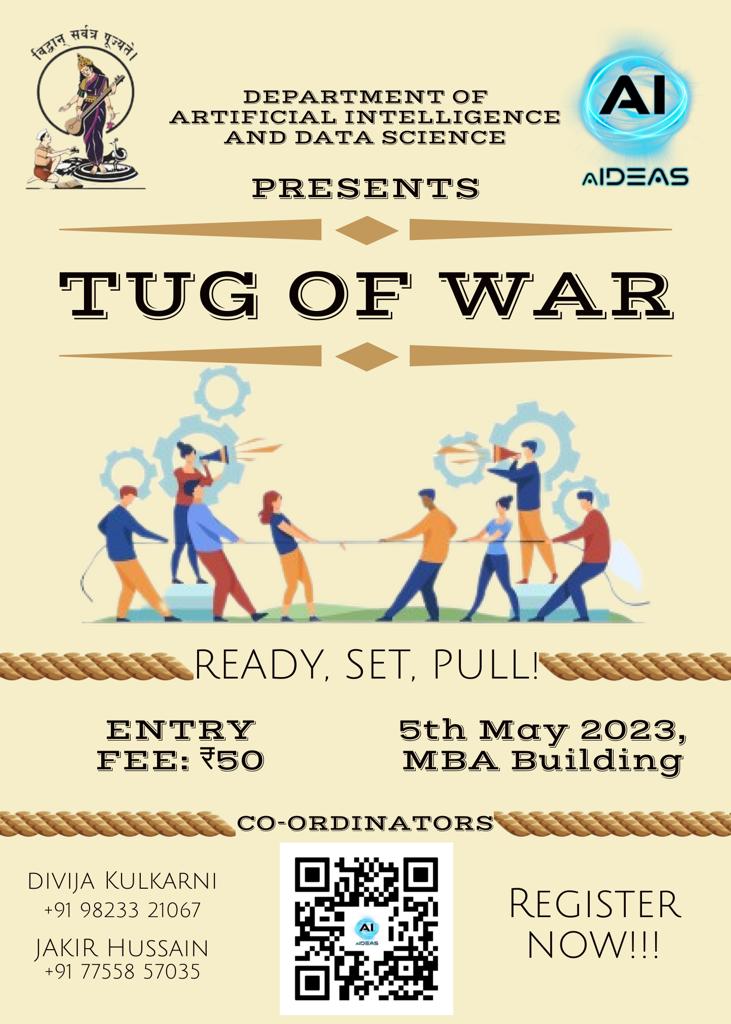 विद्वान् सर्वत्र पूज्यते।
DEPARTMENT OF
ARTIFICIAL INTELLIGENCE
AND DATA SCIENCE
AI
AIDEAS
PRESENTS
TUG OF WAR
READY, SET, PULL!
ENTRY
FEE: ₹50
5th May 2023,
MBA Building
CO-ORDINATORS
DIVIJA KULKARNI
+91 98233 21067
JAKIR HUSSAIN
+91 77558 57035
AI
AIDEAS
REGISTER
NOW!!!